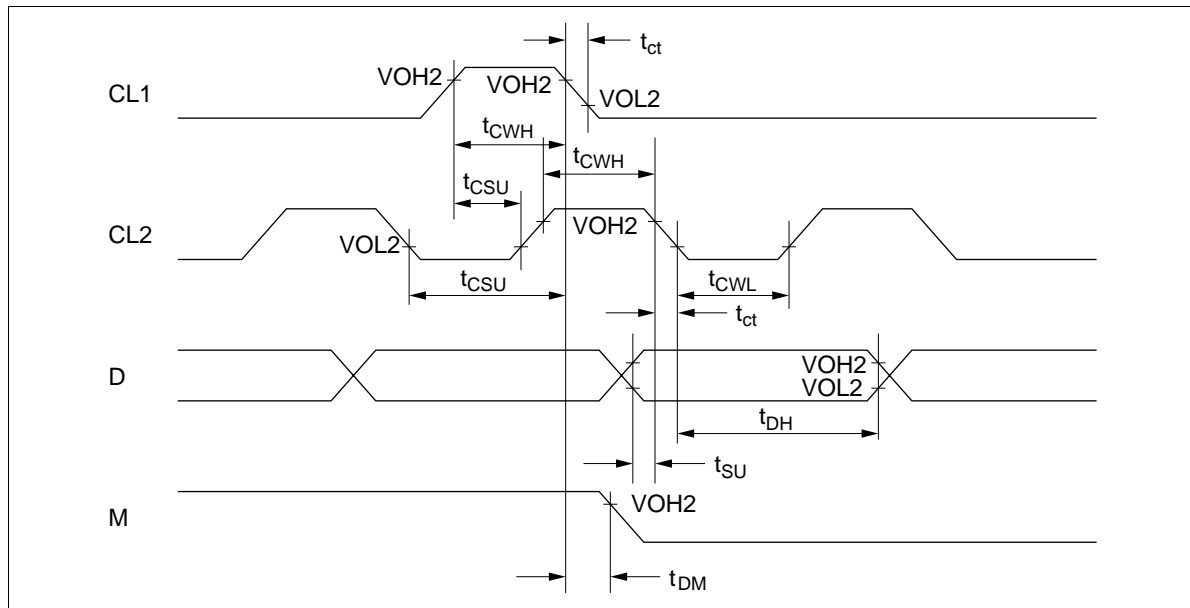 t_ct
CL1
VOH2 VOH2
VOL2
t_CWH
t_CWH
t_CSU
CL2
VOL2 VOH2
t_CSU t_CWL
t_ct
D
VOH2
VOL2
t_DH
t_SU
M
VOH2
t_DM